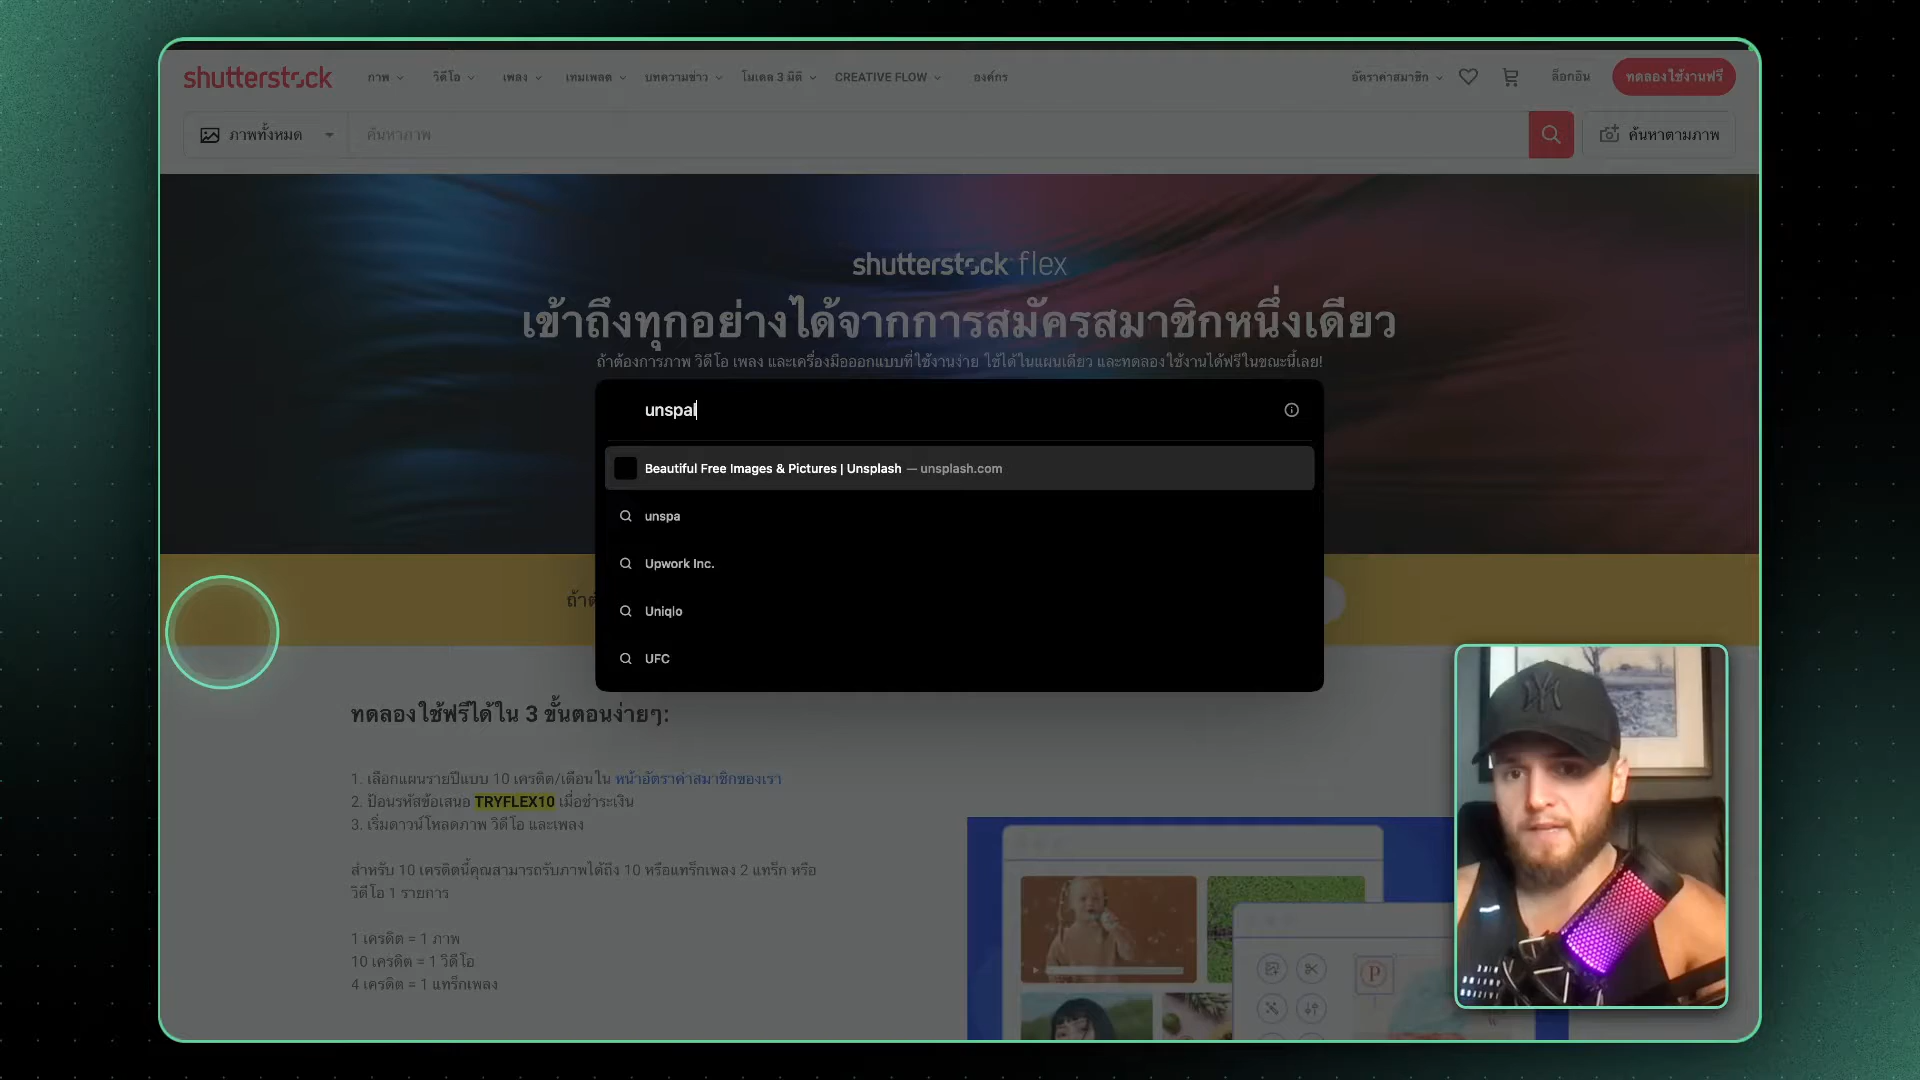 shutterstock
ภาพ วิดีโอ เพลง เทมเพลต บทความข่าว โมเดล 3 มิติ CREATIVE FLOW องค์กร อัตราค่าสมาชิก ล็อกอิน ทดลองใช้งานฟรี
ภาพทั้งหมด ค้นหาภาพ ค้นหาตามภาพ
shutterstock flex
เข้าถึงทุกอย่างได้จากการสมัครสมาชิกหนึ่งเดียว
ถ้าต้องการภาพ วิดีโอ เพลง และเครื่องมือออกแบบที่ใช้งานง่าย ใช้ได้ในแผนเดียว และทดลองใช้งานได้ฟรีในขณะนี้เลย!
unspal
Beautiful Free Images & Pictures | Unsplash — unsplash.com
unspa
Upwork Inc.
Uniqlo
UFC
ทดลองใช้ฟรีได้ใน 3 ขั้นตอนง่ายๆ:
1. เลือกแผนรายปีแบบ 10 เครดิต/เดือนใน หน้าอัตราค่าสมาชิกของเรา
2. ป้อนรหัสข้อเสนอ TRYFLEX10 เมื่อชำระเงิน
3. เริ่มดาวน์โหลดภาพ วิดีโอ และเพลง
สำหรับ 10 เครดิตนี้คุณสามารถรับภาพได้ถึง 10 หรือแทร็กเพลง 2 แทร็ก หรือ
วิดีโอ 1 รายการ
1 เครดิต = 1 ภาพ
10 เครดิต = 1 วิดีโอ
4 เครดิต = 1 แทร็กเพลง
P